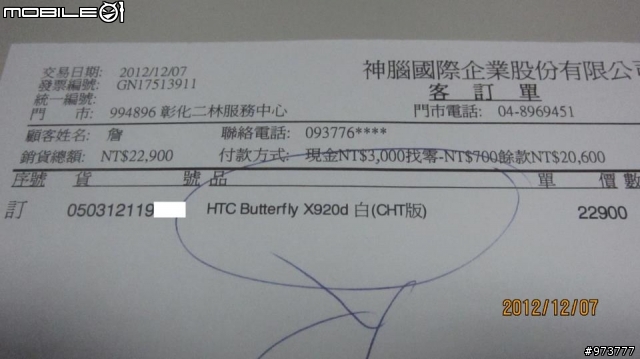 MOBILE01
交易日期: 2012/12/07
發票編號: GN17513911
統一編號:
神腦國際企業股份有限公司
客 訂 單
門 市: 994896 彰化二林服務中心 門市電話: 04-8969451
顧客姓名: 詹 聯絡電話: 093776****
銷貨總額: NT$22,900 付款方式: 現金NT$3,000找零-NT$700餘款NT$20,600
序號 貨 號 品 單 價 數
訂 050312119 HTC Butterfly X920d 白(CHT版) 22900
2012/12/07
#973777